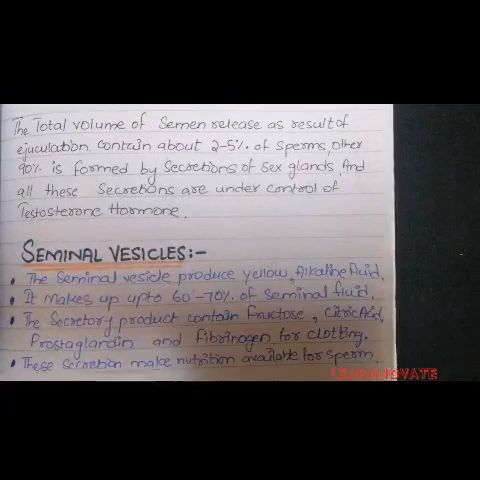 The Total volume of Semen release as result of
ejuculation contain about 2-5% of sperms, other
90% is formed by Secretions of Sex glands, And
all these Secretions are under control of
Testosterone Hormone.
SEMINAL VESICLES:-
• The Seminal vesicle produce yellow, Alkaline fluid.
• It makes up upto 60-70% of seminal fluid.
• The Secretory product contain fructose, Citric Acid,
Prostaglandin and fibrinogen for clotting.
• These secretion make nutrition available for sperm.